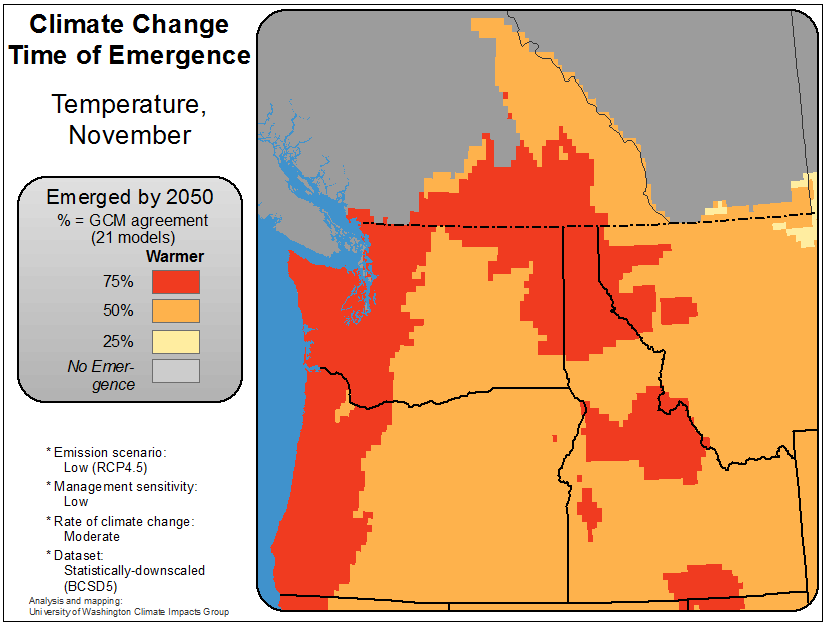 Climate Change
Time of Emergence
Temperature,
November
Emerged by 2050
% = GCM agreement
(21 models)
Warmer
75%
50%
25%
No Emer-
gence
* Emission scenario:
Low (RCP4.5)
* Management sensitivity:
Low
* Rate of climate change:
Moderate
* Dataset:
Statistically-downscaled
(BCSD5)
Analysis and mapping:
University of Washington Climate Impacts Group